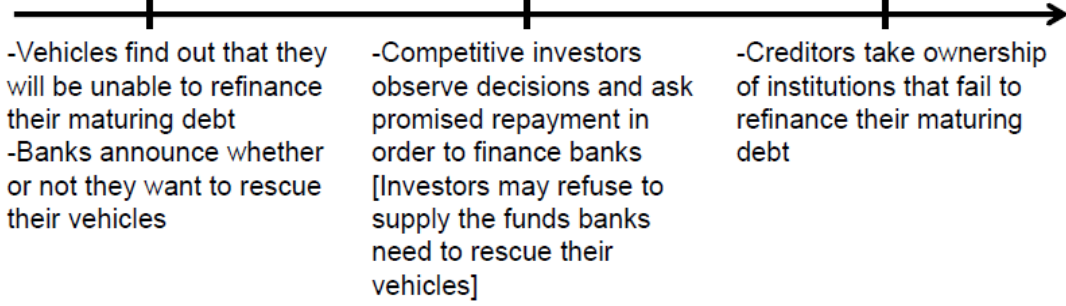 -Vehicles find out that they
will be unable to refinance
their maturing debt
-Banks announce whether
or not they want to rescue
their vehicles
-Competitive investors
observe decisions and ask
promised repayment in
order to finance banks
[Investors may refuse to
supply the funds banks
need to rescue their
vehicles]
-Creditors take ownership
of institutions that fail to
refinance their maturing
debt